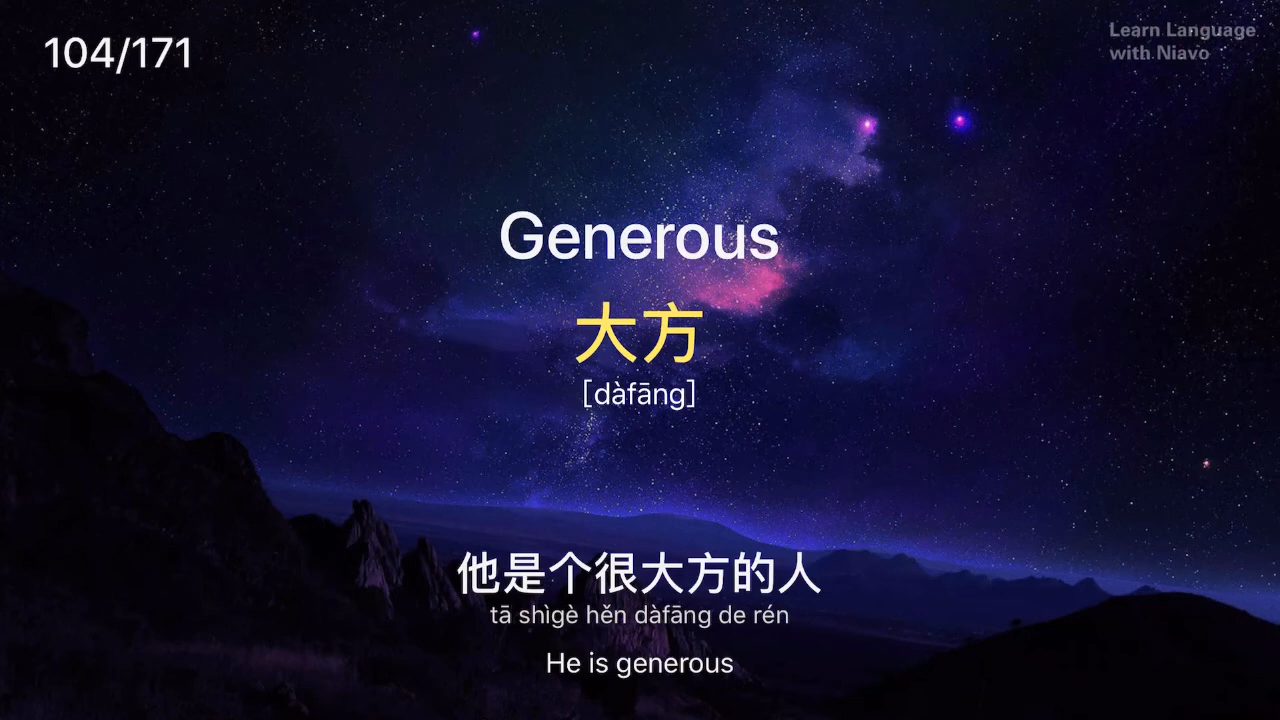 104/171
Learn Language
with Niavo
Generous
大方
[dàfāng]
他是个很大方的人
tā shìgè hěn dàfāng de rén
He is generous